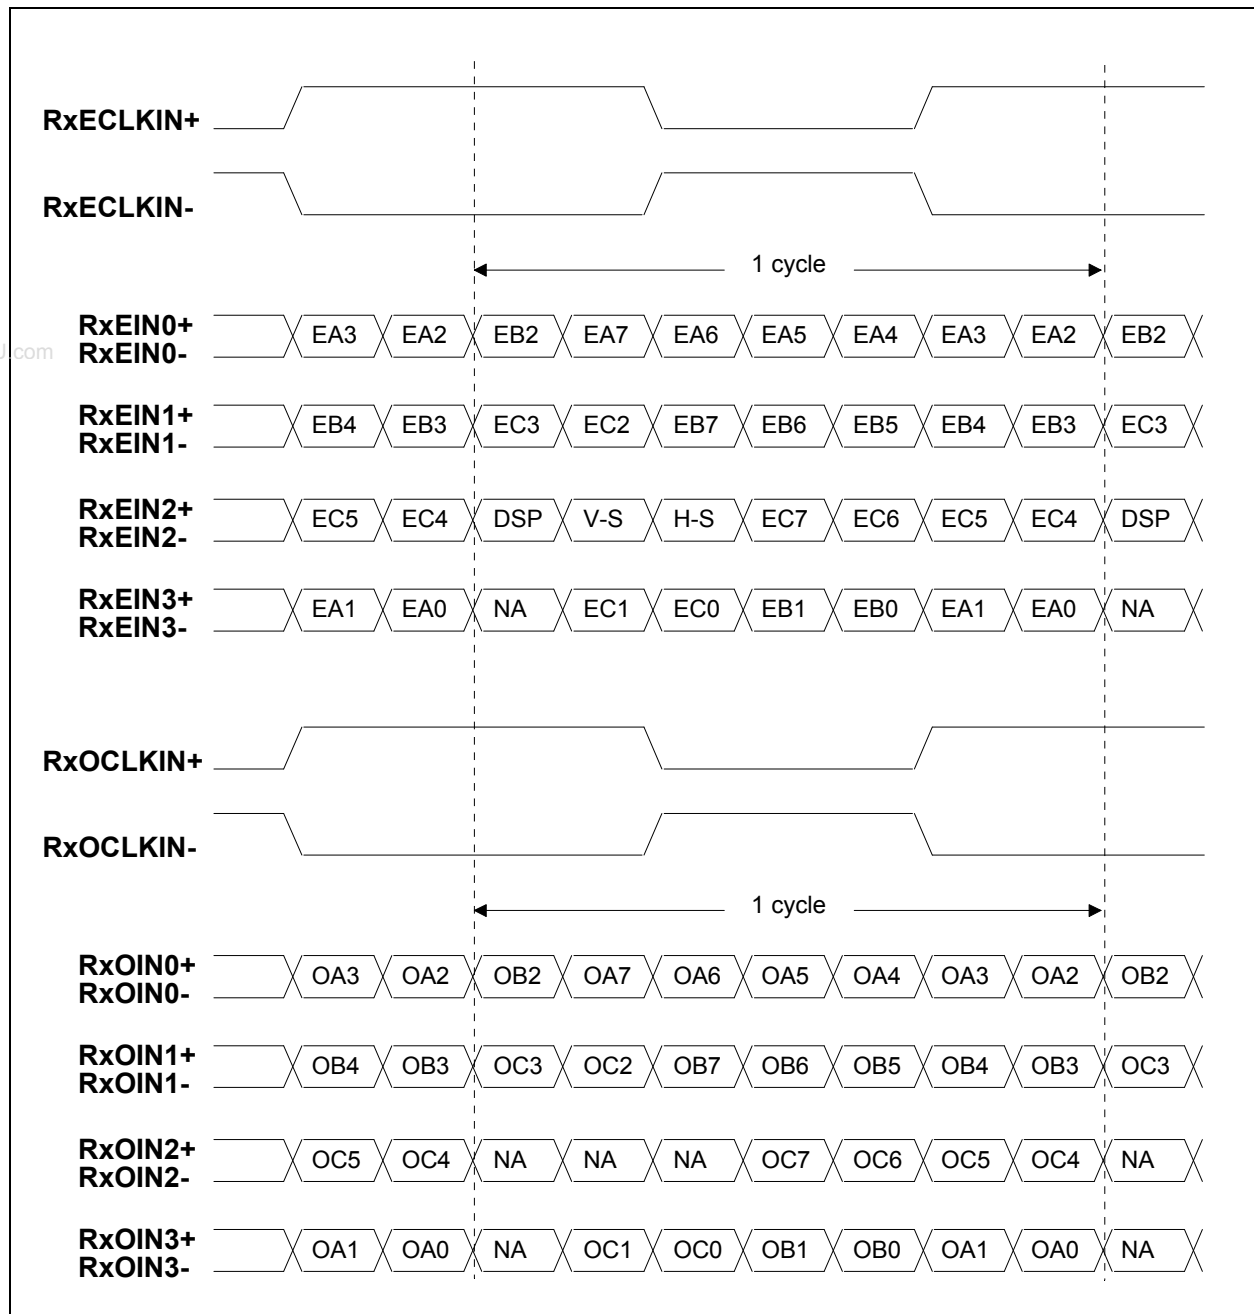 RxECLKIN+
RxECLKIN-
1 cycle
RxEIN0+ EA3 EA2 EB2 EA7 EA6 EA5 EA4 EA3 EA2 EB2
J.com RxEIN0-
RxEIN1+ EB4 EB3 EC3 EC2 EB7 EB6 EB5 EB4 EB3 EC3
RxEIN1-
RxEIN2+ EC5 EC4 DSP V-S H-S EC7 EC6 EC5 EC4 DSP
RxEIN2-
RxEIN3+ EA1 EA0 NA EC1 EC0 EB1 EB0 EA1 EA0 NA
RxEIN3-
RxOCLKIN+
RxOCLKIN-
1 cycle
RxOIN0+ OA3 OA2 OB2 OA7 OA6 OA5 OA4 OA3 OA2 OB2
RxOIN0-
RxOIN1+ OB4 OB3 OC3 OC2 OB7 OB6 OB5 OB4 OB3 OC3
RxOIN1-
RxOIN2+ OC5 OC4 NA NA NA OC7 OC6 OC5 OC4 NA
RxOIN2-
RxOIN3+ OA1 OA0 NA OC1 OC0 OB1 OB0 OA1 OA0 NA
RxOIN3-